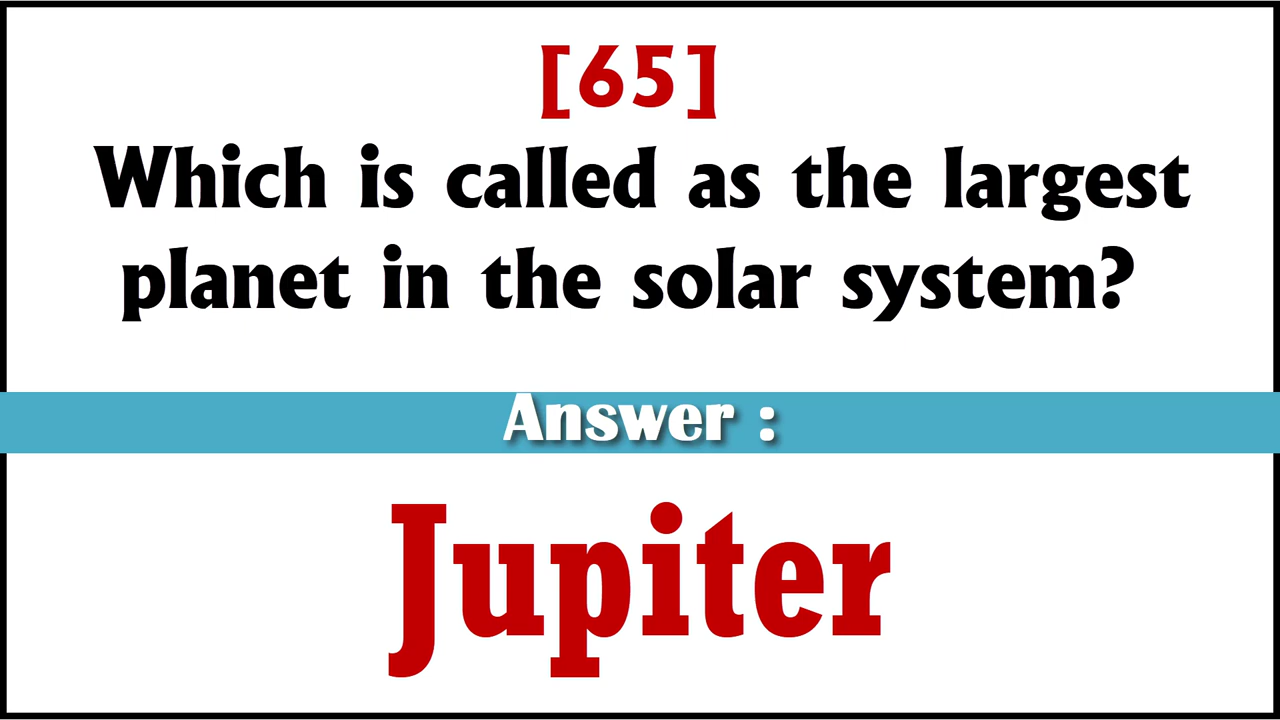 [65]
Which is called as the largest
planet in the solar system?
Answer :
Jupiter